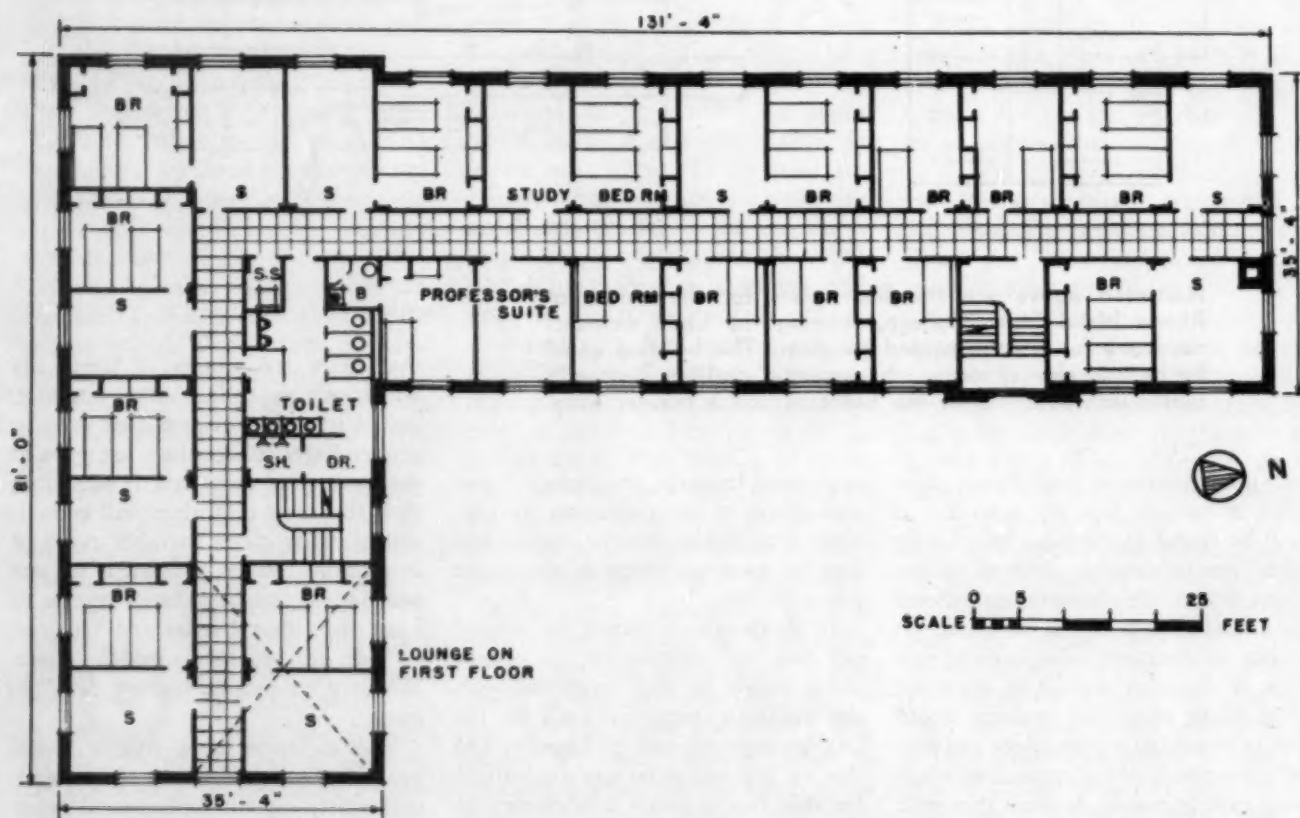 131' - 4"
BR
S S BR STUDY BED RM S BR BR BR BR S
35' - 4"
BR
S.S.
B
PROFESSOR'S
SUITE
BED RM BR BR BR
BR S
S
TOILET
BR
81' - 0"
SH. DR.
S
N
SCALE 0 5 25 FEET
BR BR
LOUNGE ON
FIRST FLOOR
S S
35' - 4"